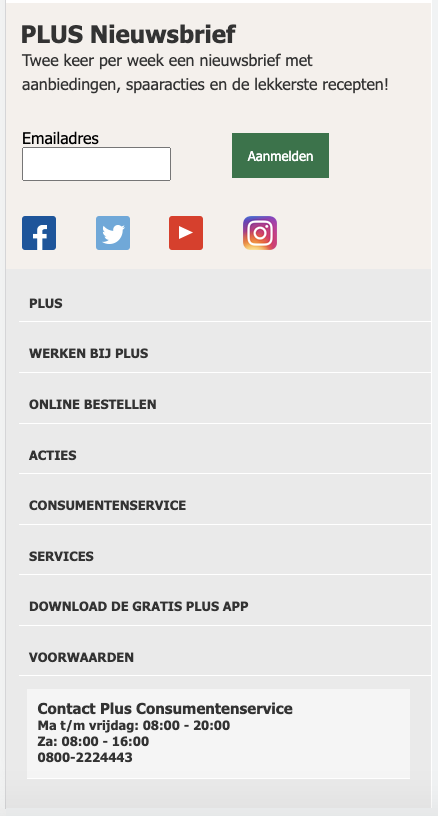 PLUS Nieuwsbrief
Twee keer per week een nieuwsbrief met
aanbiedingen, spaaracties en de lekkerste recepten!
Emailadres
Aanmelden
PLUS
WERKEN BIJ PLUS
ONLINE BESTELLEN
ACTIES
CONSUMENTENSERVICE
SERVICES
DOWNLOAD DE GRATIS PLUS APP
VOORWAARDEN
Contact Plus Consumentenservice
Ma t/m vrijdag: 08:00 - 20:00
Za: 08:00 - 16:00
0800-2224443